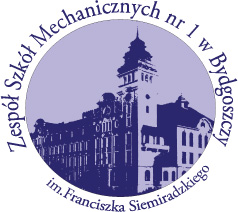 Zespół Szkół Mechanicznych nr 1 w Bydgoszczy
im. Franciszka Siemiradzkiego